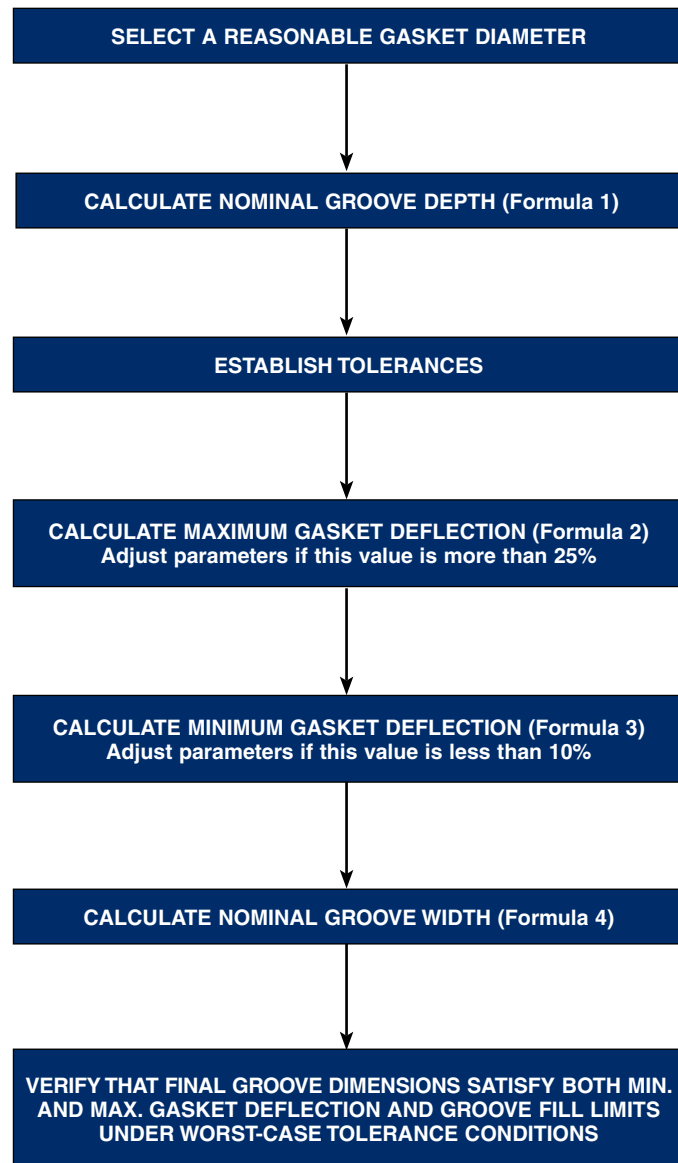 SELECT A REASONABLE GASKET DIAMETER
CALCULATE NOMINAL GROOVE DEPTH (Formula 1)
ESTABLISH TOLERANCES
CALCULATE MAXIMUM GASKET DEFLECTION (Formula 2)
Adjust parameters if this value is more than 25%
CALCULATE MINIMUM GASKET DEFLECTION (Formula 3)
Adjust parameters if this value is less than 10%
CALCULATE NOMINAL GROOVE WIDTH (Formula 4)
VERIFY THAT FINAL GROOVE DIMENSIONS SATISFY BOTH MIN.
AND MAX. GASKET DEFLECTION AND GROOVE FILL LIMITS
UNDER WORST-CASE TOLERANCE CONDITIONS